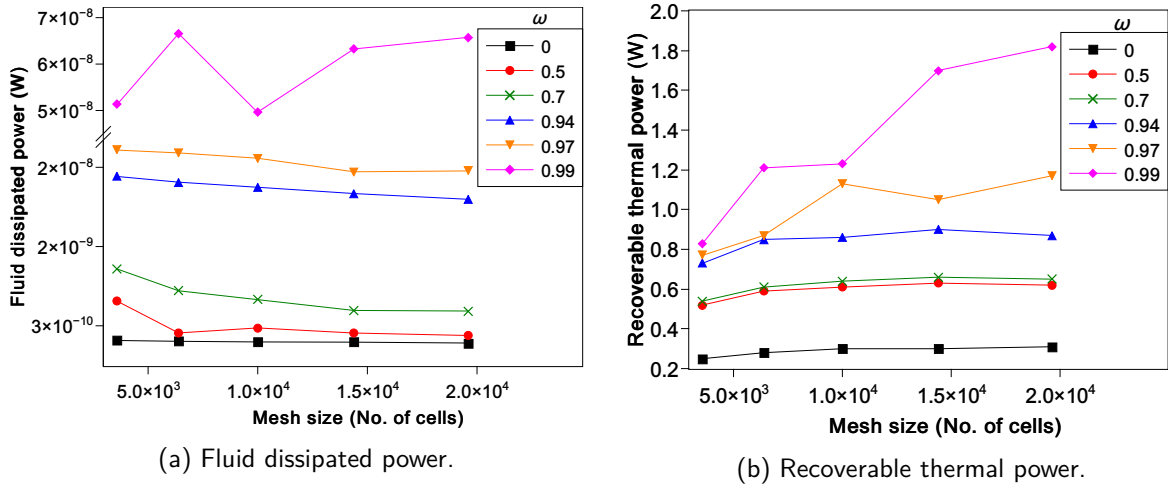 7×10⁻⁸
6×10⁻⁸
5×10⁻⁸
2×10⁻⁸
2×10⁻⁹
3×10⁻¹⁰
Fluid dissipated power (W)
5.0×10³ 1.0×10⁴ 1.5×10⁴ 2.0×10⁴
Mesh size (No. of cells)
ω
0
0.5
0.7
0.94
0.97
0.99
(a) Fluid dissipated power.
2.0
1.8
1.6
1.4
1.2
1.0
0.8
0.6
0.4
0.2
Recoverable thermal power (W)
5.0×10³ 1.0×10⁴ 1.5×10⁴ 2.0×10⁴
Mesh size (No. of cells)
ω
0
0.5
0.7
0.94
0.97
0.99
(b) Recoverable thermal power.